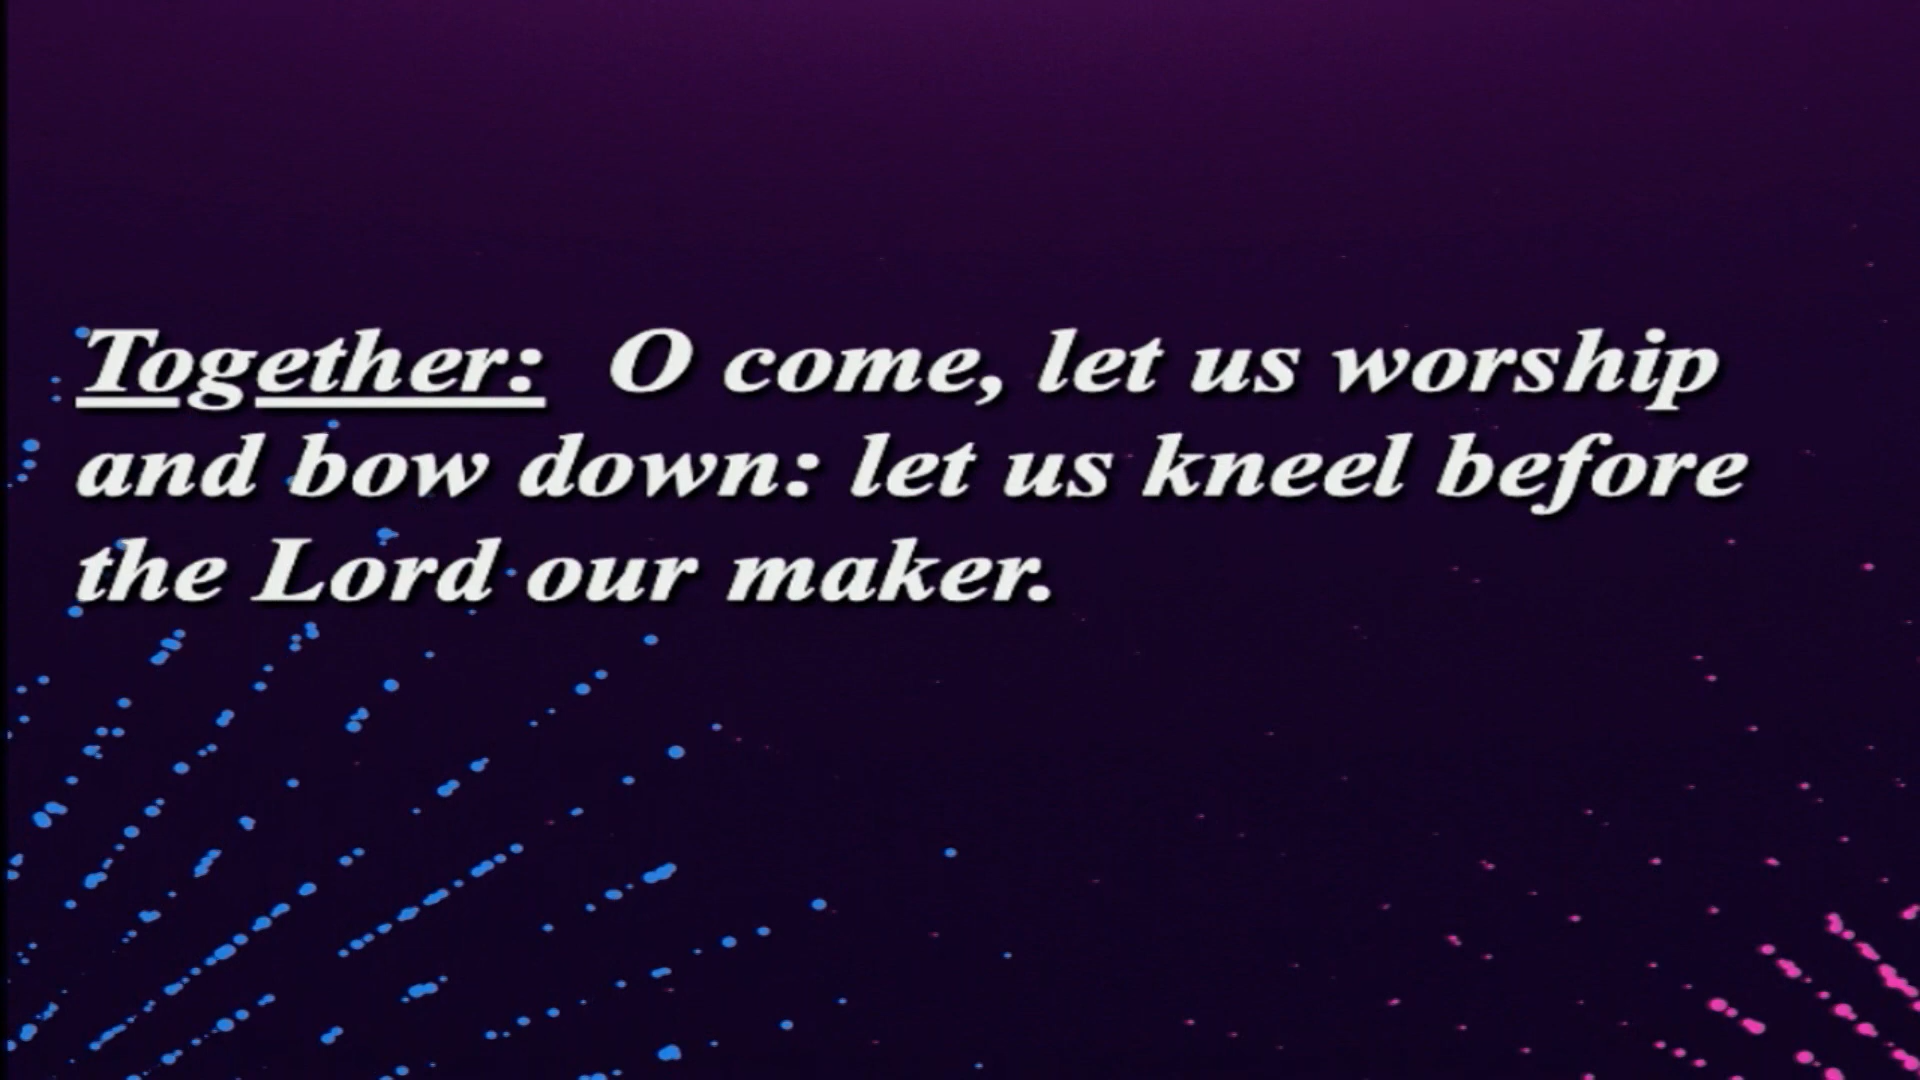 Together: O come, let us worship
and bow down: let us kneel before
the Lord our maker.